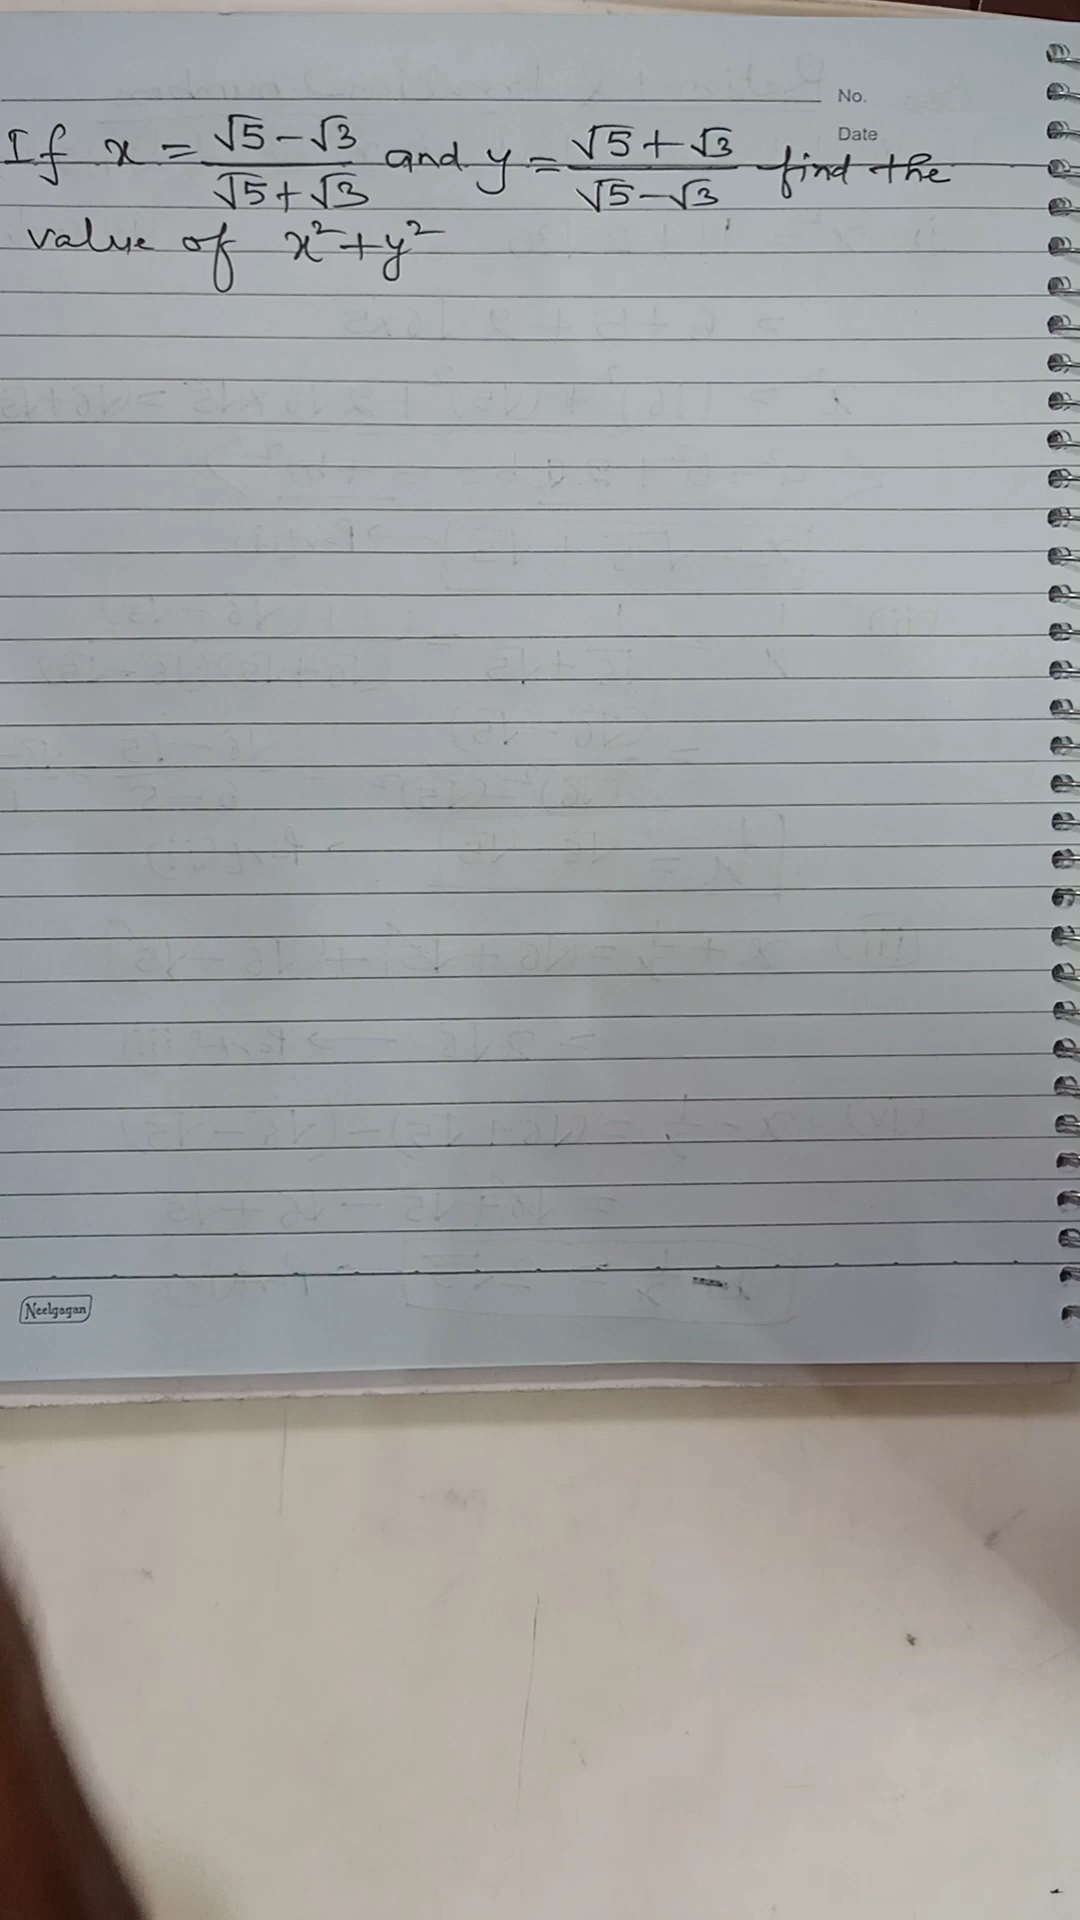 No.
Date
If x = √5-√3/√5+√3 and y = √5+√3/√5-√3 find the
value of x²+y²
Neelgagan